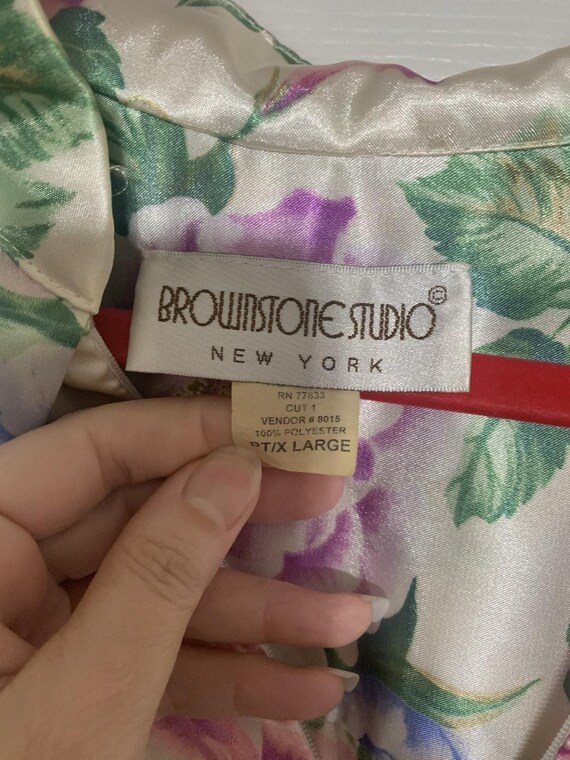 BROWNSTONE STUDIO ©
NEW YORK
RN 77833
CUT 1
VENDOR # 8015
100% POLYESTER
PT/X LARGE